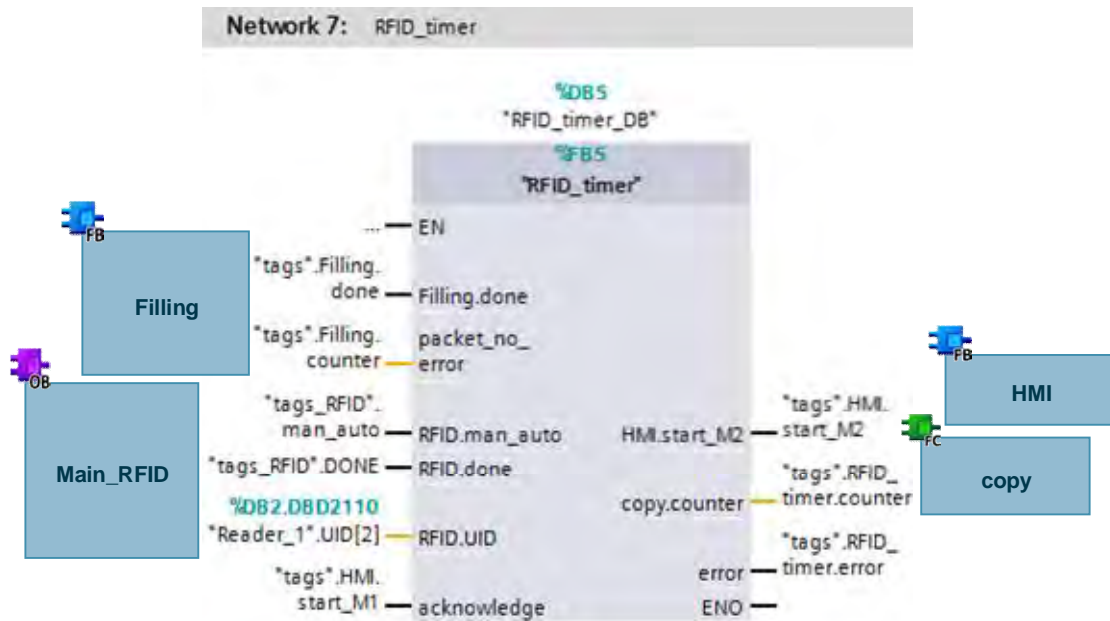 Network 7: RFID_timer
%DB5
"RFID_timer_DB"
%FB5
"RFID_timer"
FB
Filling
OB
Main_RFID
... EN
"tags".Filling.
done
Filling.done
"tags".Filling.
counter
packet_no_
error
"tags_RFID".
man_auto
RFID.man_auto
"tags_RFID".DONE
RFID.done
%DB2.DBD2110
"Reader_1".UID[2]
RFID.UID
"tags".HMI.
start_M1
acknowledge
HMI.start_M2
"tags".HMI.
start_M2
copy.counter
"tags".RFID_
timer.counter
error
"tags".RFID_
timer.error
ENO
FB
HMI
FC
copy